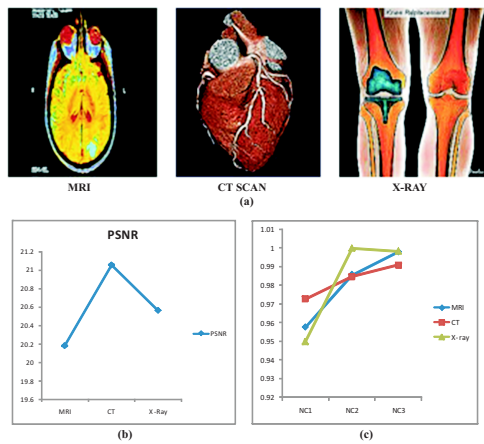 Knee Replacement
R
L
MRI
CT SCAN
X-RAY
(a)
PSNR
21.2
21
20.8
20.6
20.4
20.2
20
19.8
19.6
MRI
CT
X -Ray
PSNR
(b)
1
0.99
0.98
0.97
0.96
0.95
0.94
0.93
0.92
NC1
NC2
NC3
MRI
CT
X- ray
(c)